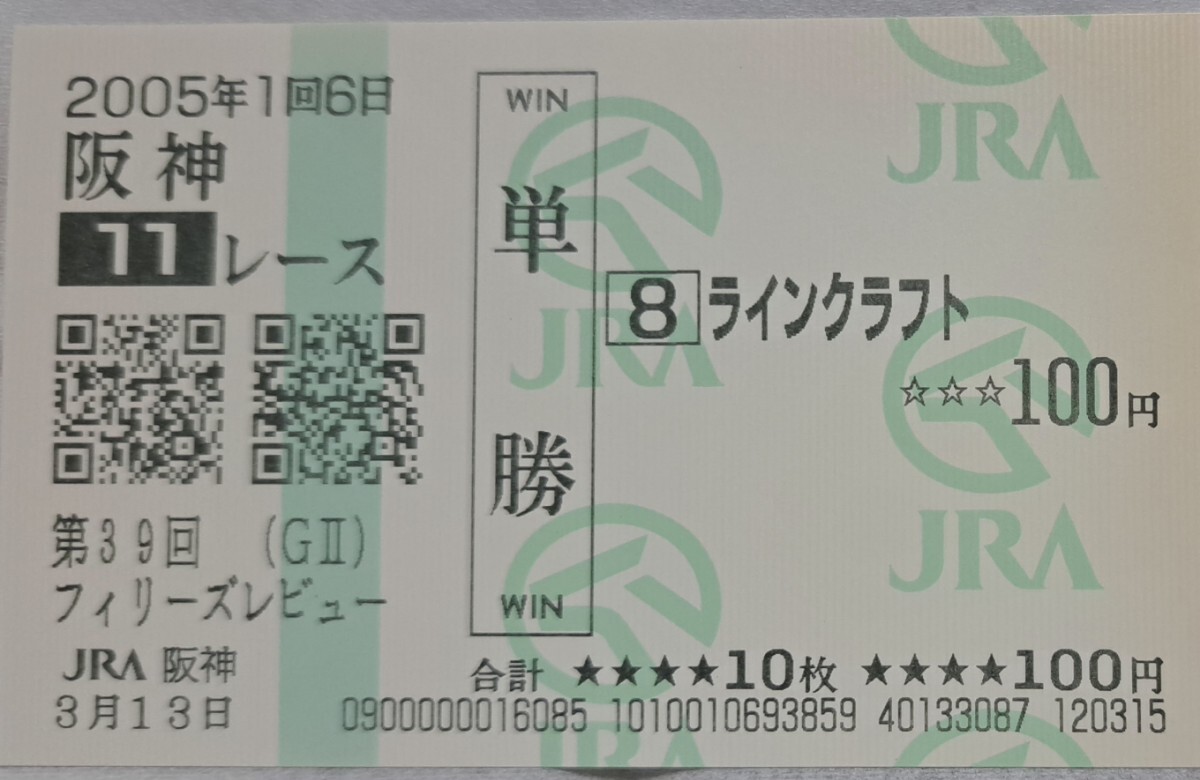 2005年1回6日
阪神
11レース
第39回 (GⅡ)
フィリーズレビュー
JRA 阪神
3月13日
WIN
単勝
WIN
8 ラインクラフト
☆☆☆100円
合計 ★★★★10枚 ★★★★100円
0900000016085 1010010693859 40133087 120315
JRA
JRA
JRA
JRA